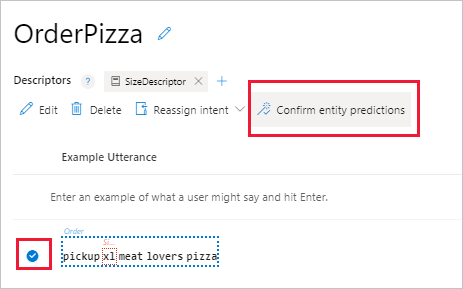 OrderPizza
Descriptors ? SizeDescriptor × +
Edit Delete Reassign intent Confirm entity predictions
Example Utterance
Enter an example of what a user might say and hit Enter.
Order
Si...
pickup xl meat lovers pizza